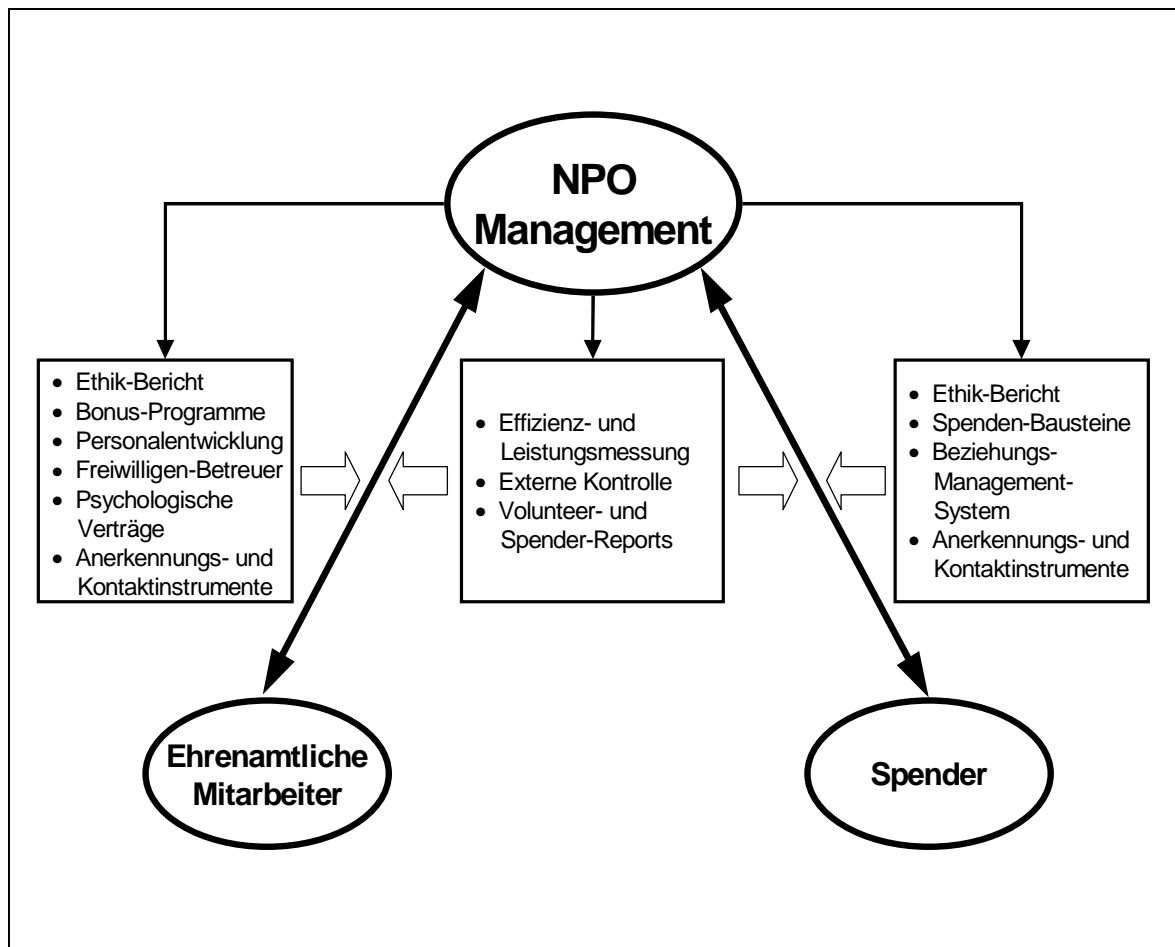 NPO
Management
• Ethik-Bericht
• Bonus-Programme
• Personalentwicklung
• Freiwilligen-Betreuer
• Psychologische
Verträge
• Anerkennungs- und
Kontaktinstrumente
• Effizienz- und
Leistungsmessung
• Externe Kontrolle
• Volunteer- und
Spender-Reports
• Ethik-Bericht
• Spenden-Bausteine
• Beziehungs-
Management-
System
• Anerkennungs- und
Kontaktinstrumente
Ehrenamtliche
Mitarbeiter
Spender